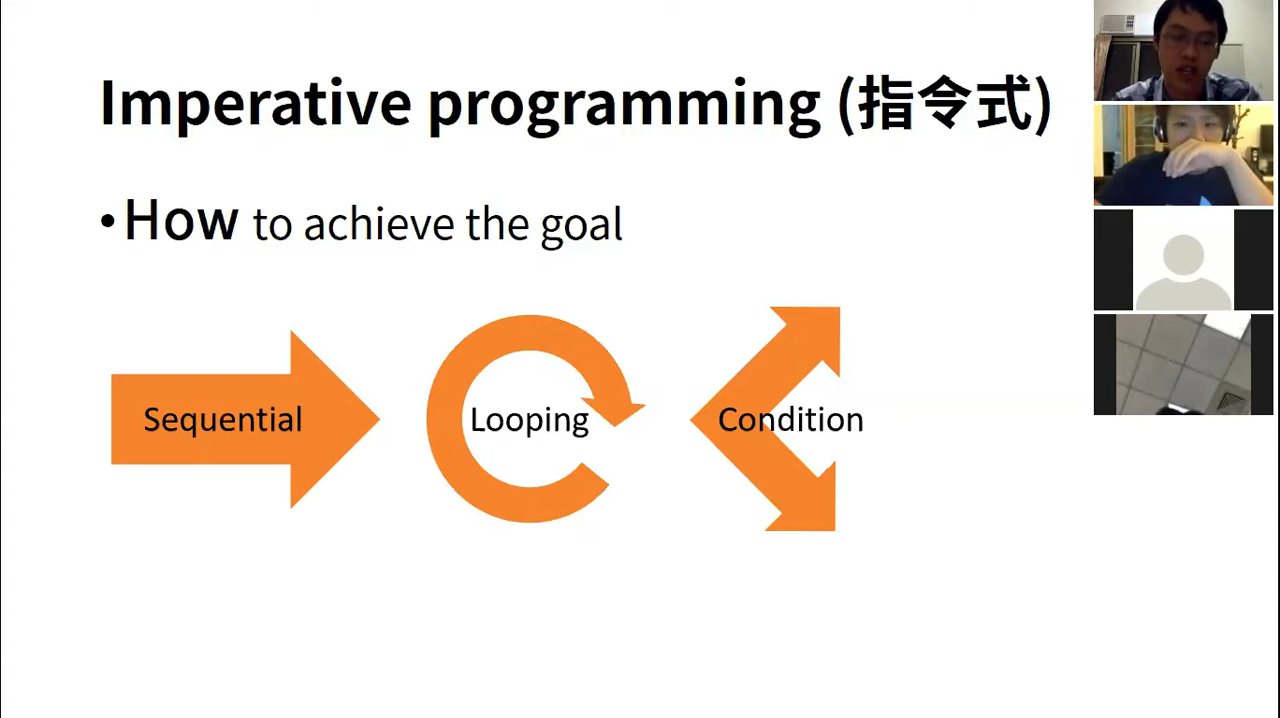 Imperative programming (指令式)
•How to achieve the goal
Sequential
Looping
Condition